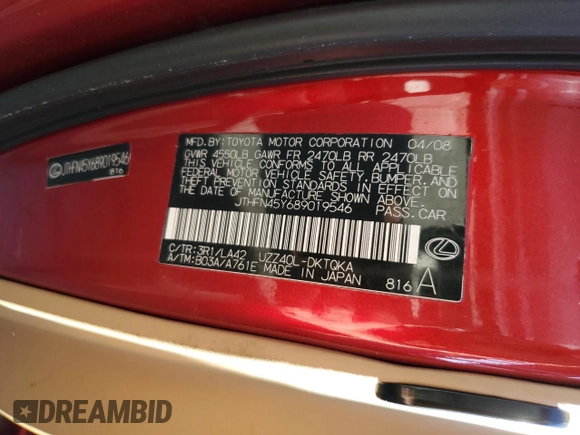 MFD. BY: TOYOTA MOTOR CORPORATION 04/08
GVWR 4550LB GAWR FR 2470LB RR 2470LB
THIS VEHICLE CONFORMS TO ALL APPLICABLE
FEDERAL MOTOR VEHICLE SAFETY, BUMPER, AND
THEFT PREVENTION STANDARDS IN EFFECT ON
THE DATE OF MANUFACTURE SHOWN ABOVE.
JTHFN45Y689019546 PASS. CAR
C/TR: 3R1/LA42 UZZ40L-DKTQKA
A/TM: B03A/A761E MADE IN JAPAN 816 A
JTHFN45Y689019546
816
DREAMBID